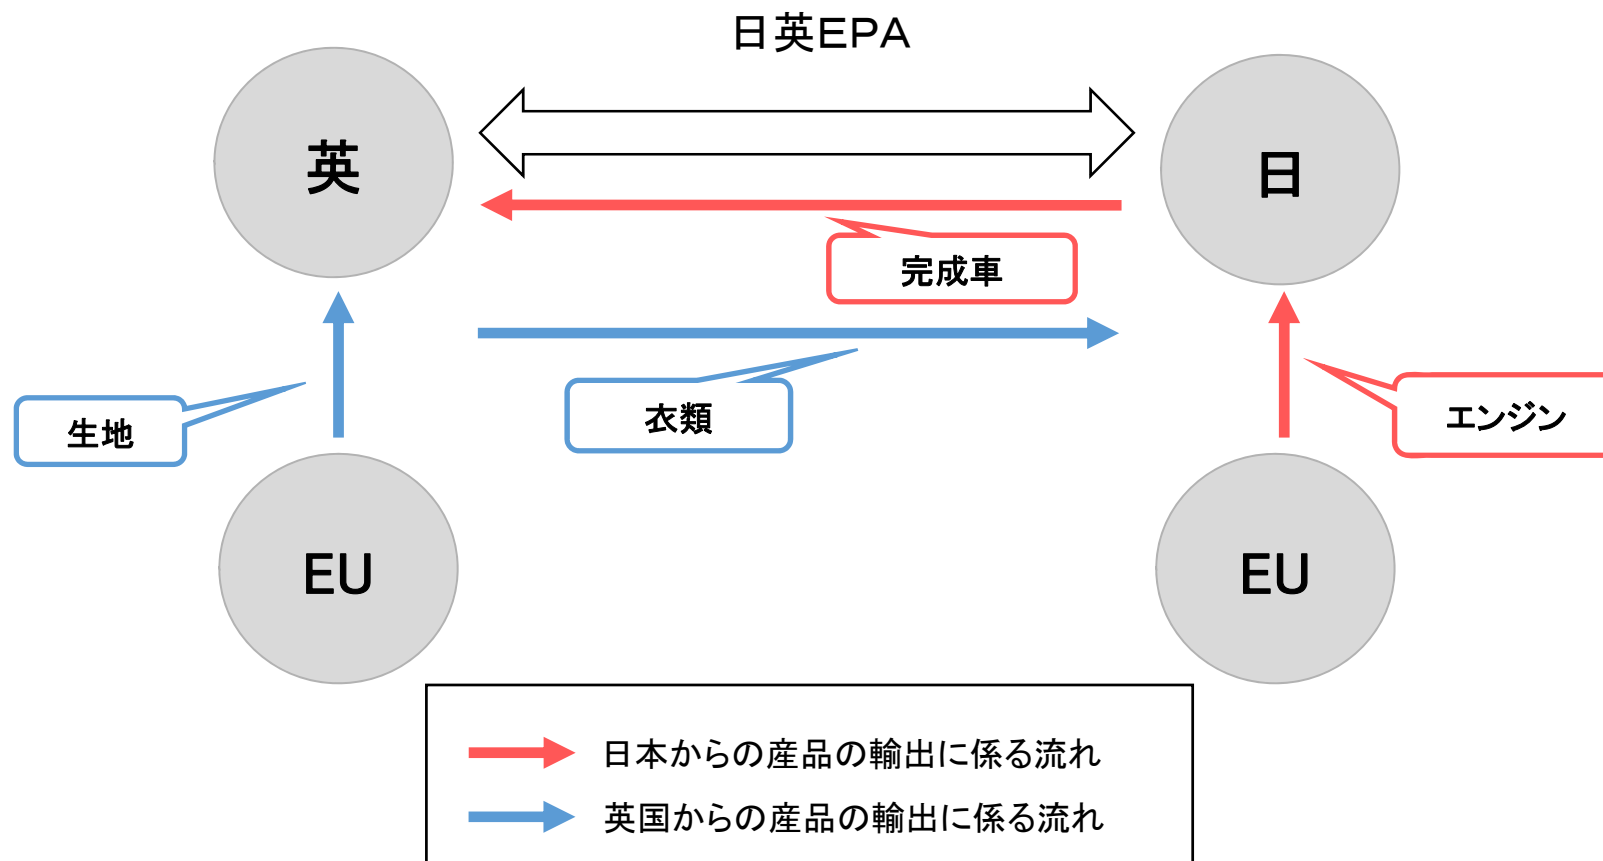 日英EPA
英
日
完成車
生地
衣類
エンジン
EU
EU
日本からの産品の輸出に係る流れ
英国からの産品の輸出に係る流れ